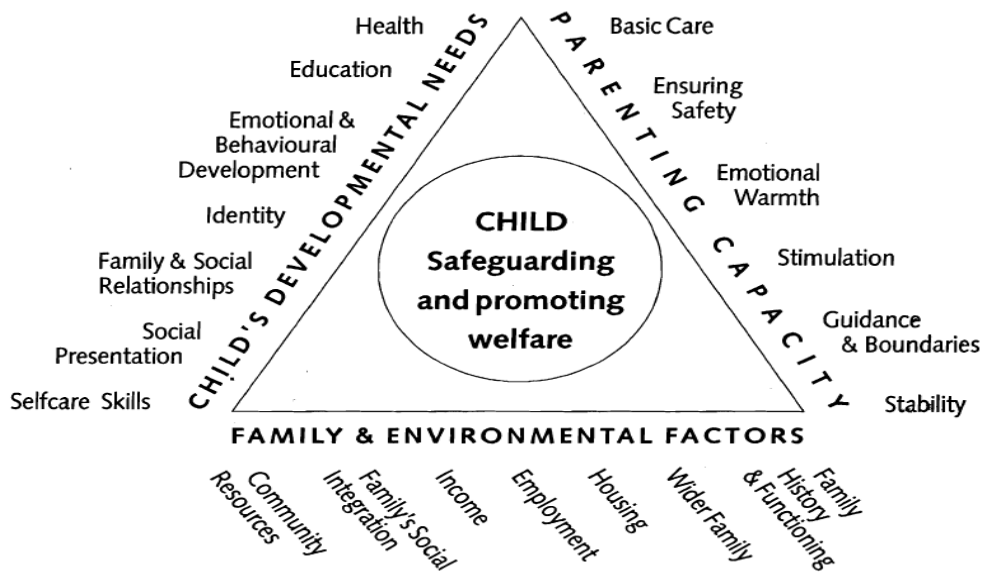 Health
Education
Emotional &
Behavioural
Development
Identity
Family & Social
Relationships
Social
Presentation
Selfcare Skills
CHILD'S DEVELOPMENTAL NEEDS
PARENTING CAPACITY
Basic Care
Ensuring
Safety
Emotional
Warmth
Stimulation
Guidance
& Boundaries
Stability
CHILD
Safeguarding
and promoting
welfare
FAMILY & ENVIRONMENTAL FACTORS
Community
Resources
Family's Social
Integration
Income
Employment
Housing
Wider Family
Family
History
& Functioning